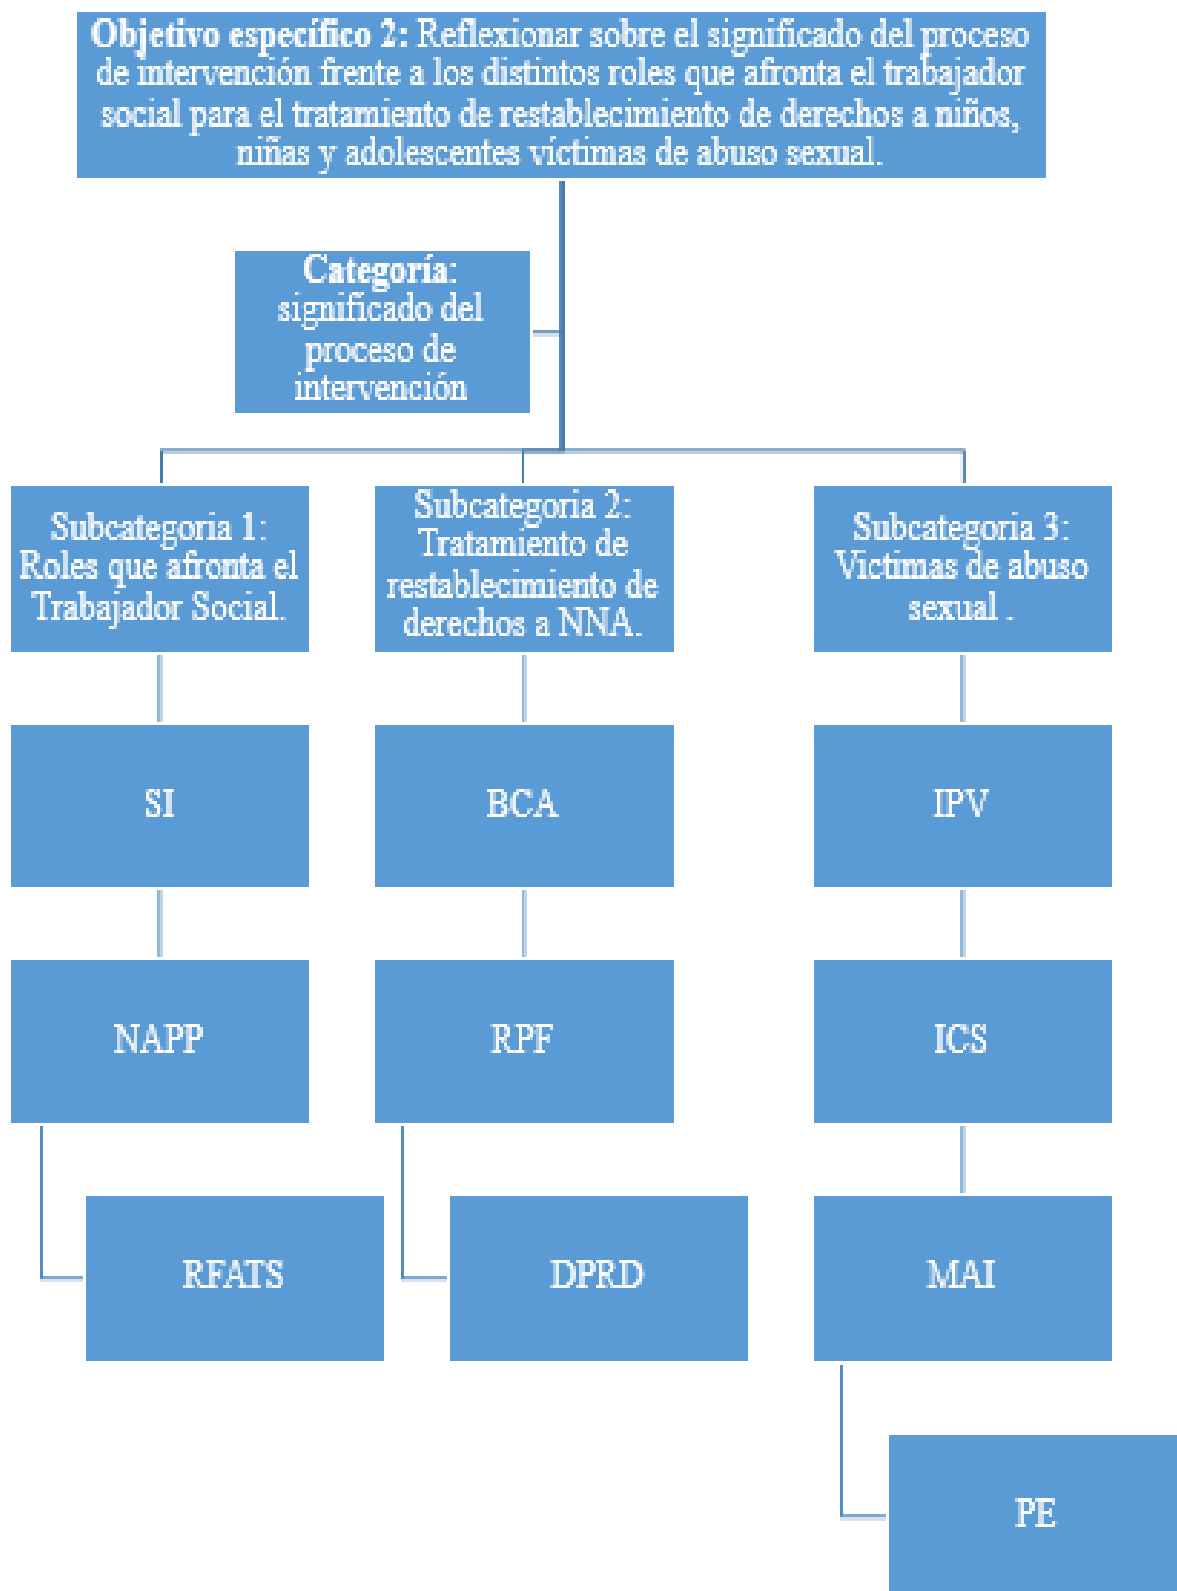 Objetivo específico 2: Reflexionar sobre el significado del proceso
de intervención frente a los distintos roles que afronta el trabajador
social para el tratamiento de restablecimiento de derechos a niños,
niñas y adolescentes víctimas de abuso sexual.
Categoría:
significado del
proceso de
intervención
Subcategoria 1:
Roles que afronta el
Trabajador Social.
SI
NAPP
RFATS
Subcategoria 2:
Tratamiento de
restablecimiento de
derechos a NNA.
BCA
RPF
DPRD
Subcategoria 3:
Victimas de abuso
sexual .
IPV
ICS
MAI
PE